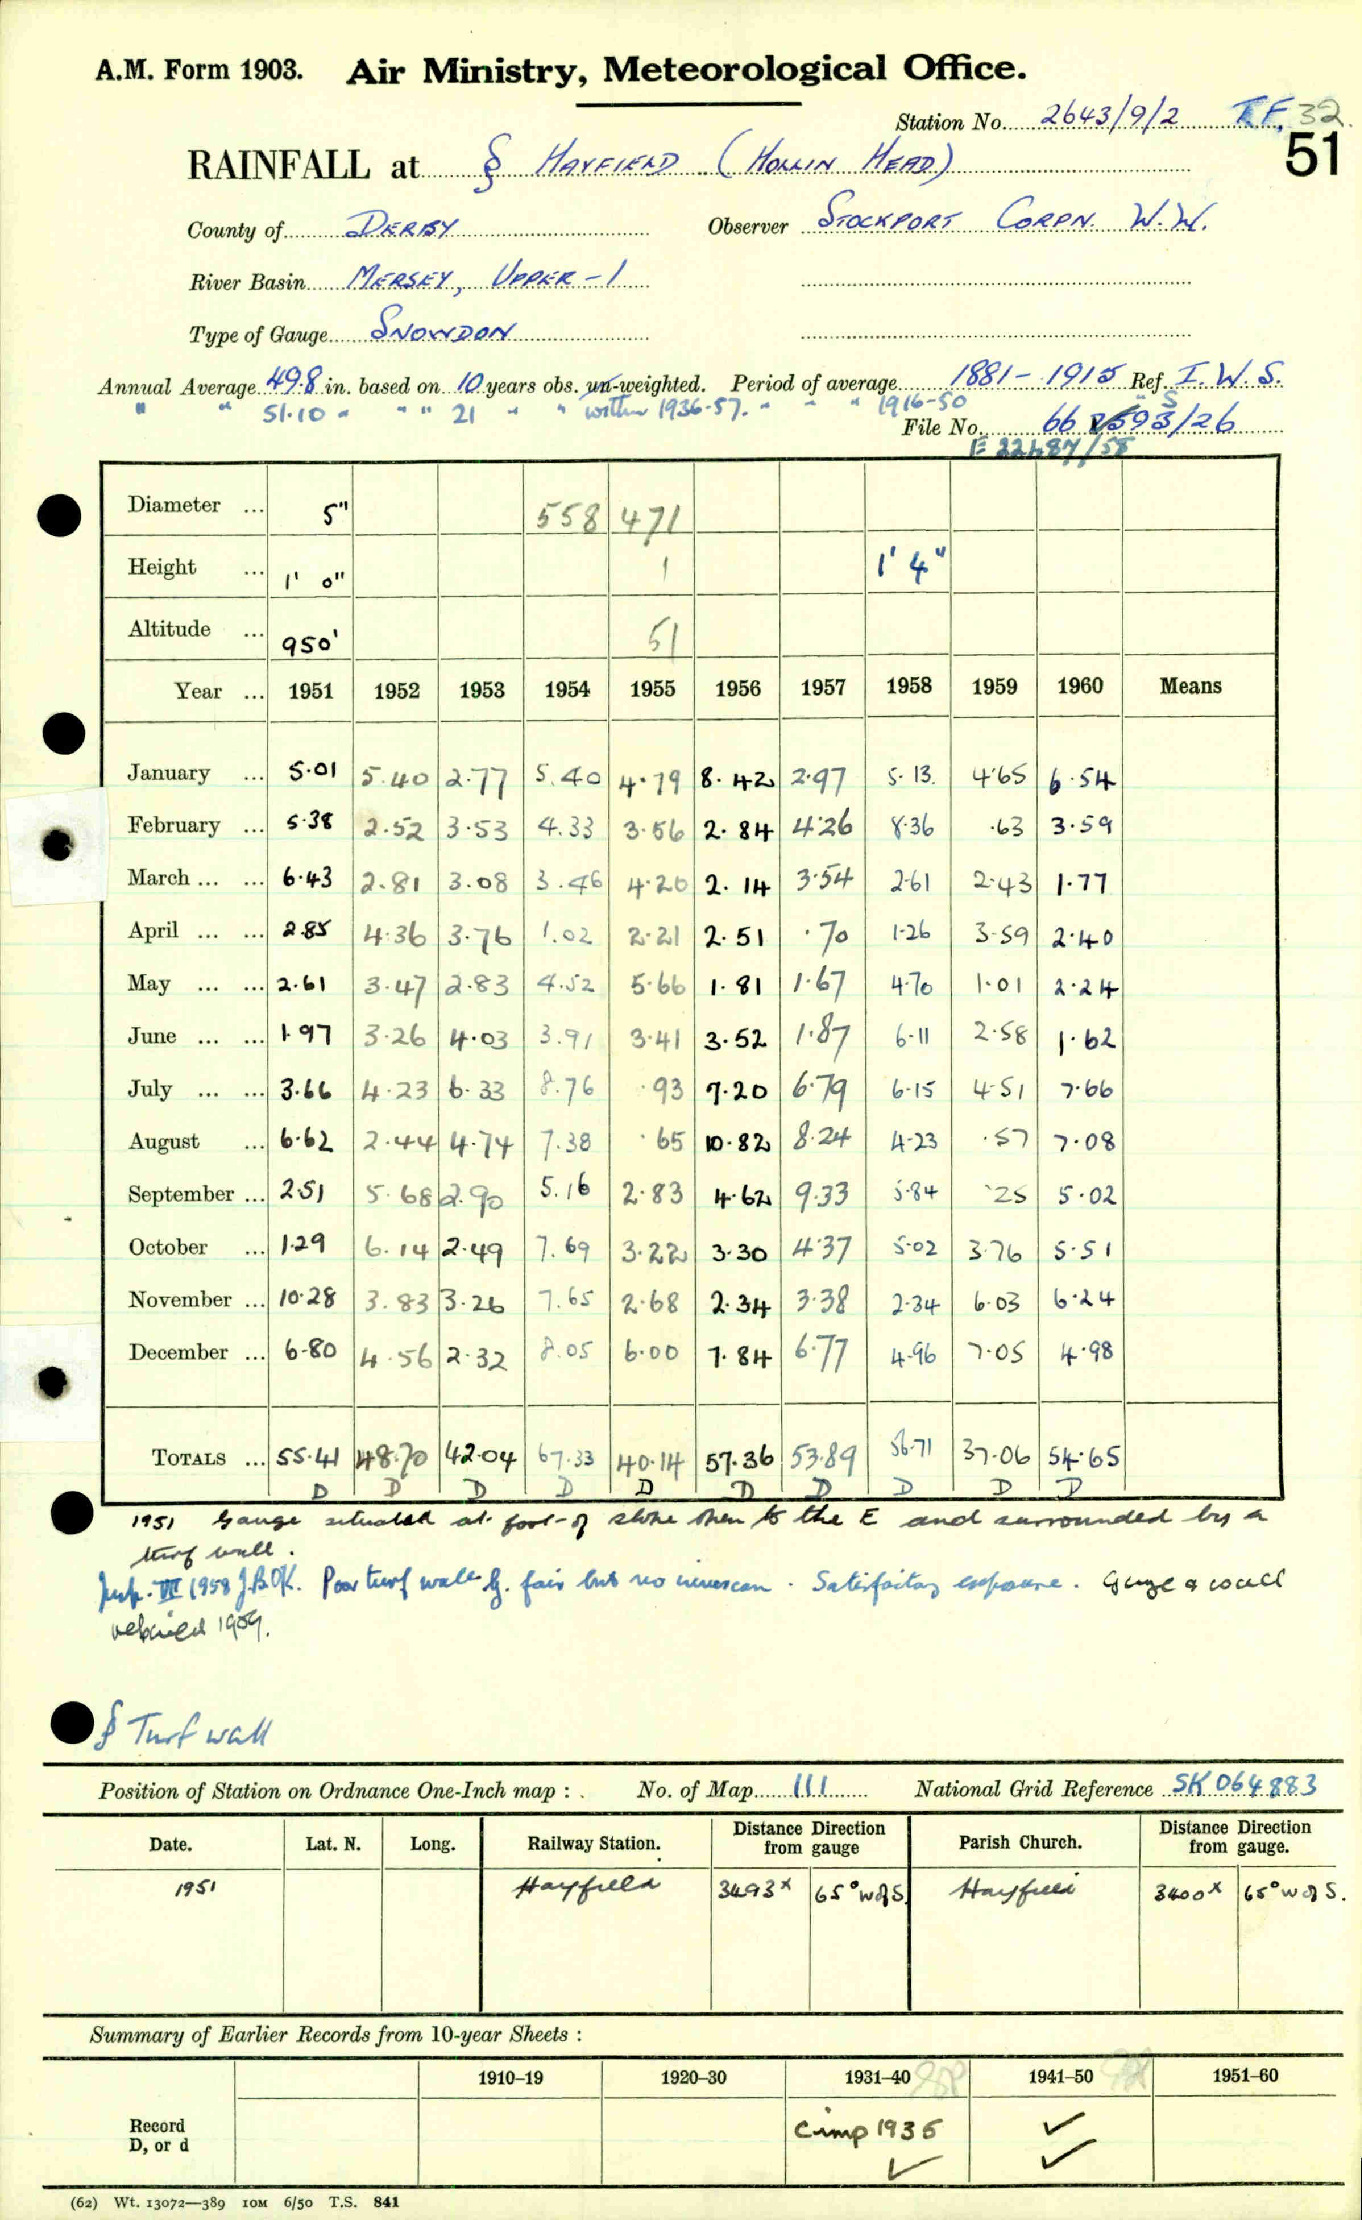 A.M. Form 1903. Air Ministry, Meteorological Office.
Station No. 2643/9/2 R.F. 32.
51
RAINFALL at § HAYFIELD (HOLLIN HEAD)
County of DERBY Observer STOCKPORT CORPN. W.W.
River Basin MERSEY, UPPER - 1
Type of Gauge SNOWDON
Annual Average 49.8 in. based on 10 years obs. un-weighted. Period of average 1881 - 1915 Ref. I.W.S.
" " 51.10 " " " 21 " " within 1936-57. " " " 1916-50 " S
File No. 66 593/26
E 22487/58
Diameter ... 5" 558 471
Height ... 1' 0" 1 1' 4"
Altitude ... 950' 51
Year ... 1951 1952 1953 1954 1955 1956 1957 1958 1959 1960 Means
January ... 5.01 5.40 2.77 5.40 4.79 8.42 2.97 5.13 4.65 6.54
February ... 5.38 2.52 3.53 4.33 3.56 2.84 4.26 8.36 .63 3.59
March ... ... 6.43 2.81 3.08 3.46 4.20 2.14 3.54 2.61 2.43 1.77
April ... ... 2.85 4.36 3.76 1.02 2.21 2.51 .70 1.26 3.59 2.40
May ... ... 2.61 3.47 2.83 4.52 5.66 1.81 1.67 4.70 1.01 2.24
June ... ... 1.97 3.26 4.03 3.91 3.41 3.52 1.87 6.11 2.58 1.62
July ... ... 3.66 4.23 6.33 8.76 .93 7.20 6.79 6.15 4.51 7.66
August ... 6.62 2.44 4.74 7.38 .65 10.82 8.24 4.23 .57 7.08
September ... 2.51 5.68 2.90 5.16 2.83 4.62 9.33 5.84 .25 5.02
October ... 1.29 6.14 2.49 7.69 3.22 3.30 4.37 5.02 3.76 5.51
November ... 10.28 3.83 3.26 7.65 2.68 2.34 3.38 2.34 6.03 6.24
December ... 6.80 4.56 2.32 8.05 6.00 7.84 6.77 4.96 7.05 4.98
TOTALS ... 55.41 48.70 42.04 67.33 40.14 57.36 53.89 56.71 37.06 54.65
D D D D D D D D D D
1951 Gauge situated at foot of slope then to the E and surrounded by a
turf wall.
Insp. VII 1958 J.B. OK. Poor turf wall fair but no Satisfactory exposure. Gauge & wall
rebuilt 1959.
§ Turf wall
Position of Station on Ordnance One-Inch map : . No. of Map 111 National Grid Reference SK 064883
Date. Lat. N. Long. Railway Station. Distance Direction from gauge Parish Church. Distance Direction from gauge.
1951 Hayfield 3493x 65° W of S. Hayfield 3400x 65° W of S.
Summary of Earlier Records from 10-year Sheets :
1910–19 1920–30 1931–40 1941–50 1951–60
Record Cimp 1935 ✓
D, or d ✓ ✓
(62) Wt. 13072—389 10M 6/50 T.S. 841